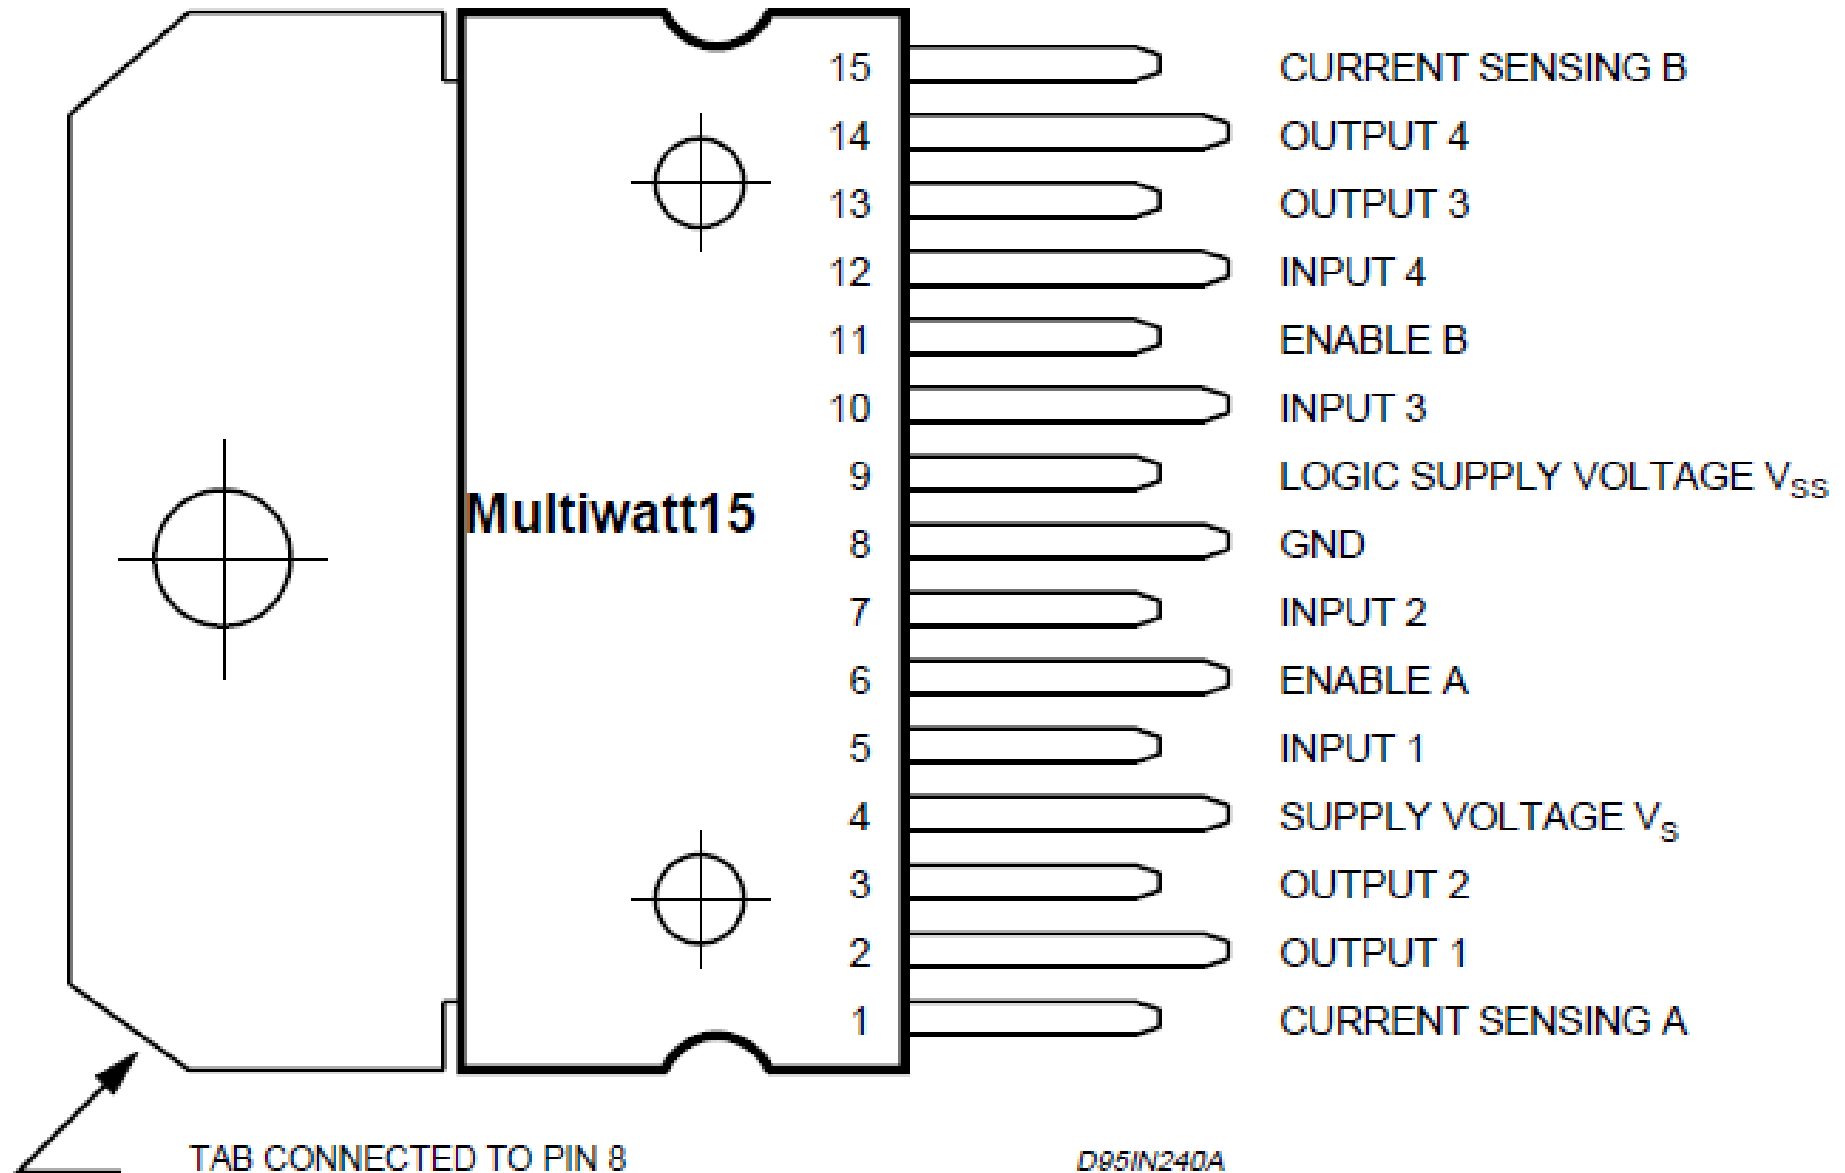 15 CURRENT SENSING B
14 OUTPUT 4
13 OUTPUT 3
12 INPUT 4
11 ENABLE B
10 INPUT 3
9 LOGIC SUPPLY VOLTAGE VSS
Multiwatt15
8 GND
7 INPUT 2
6 ENABLE A
5 INPUT 1
4 SUPPLY VOLTAGE VS
3 OUTPUT 2
2 OUTPUT 1
1 CURRENT SENSING A
TAB CONNECTED TO PIN 8
D95IN240A